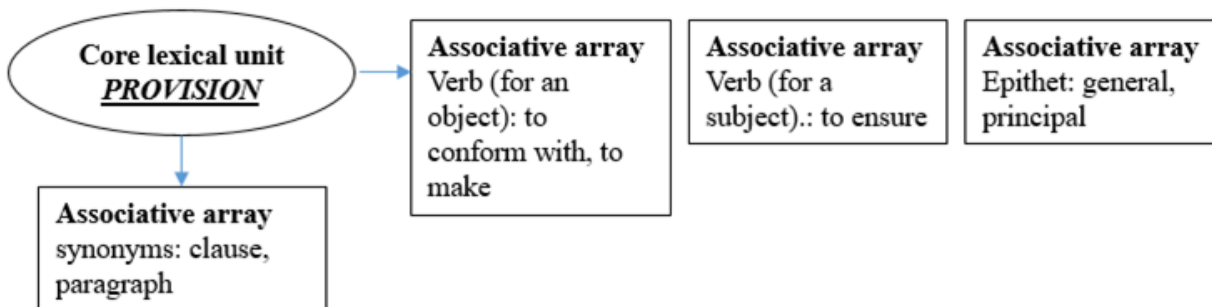 Core lexical unit
PROVISION
Associative array
Verb (for an
object): to
conform with, to
make
Associative array
Verb (for a
subject).: to ensure
Associative array
Epithet: general,
principal
Associative array
synonyms: clause,
paragraph